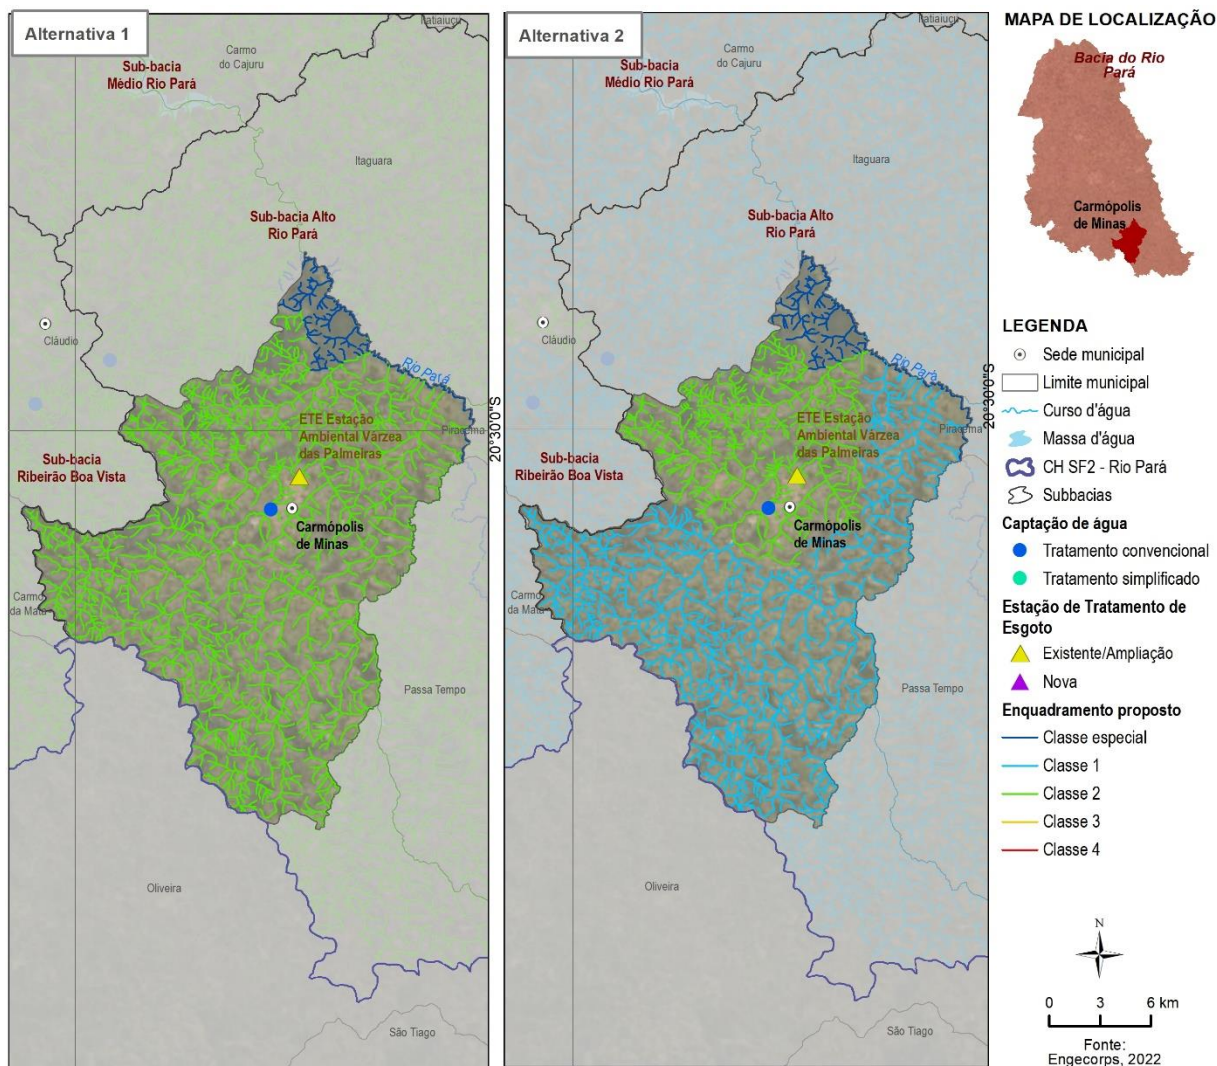 Alternativa 1
Itatiaiuçu
Carmo
do Cajuru
Sub-bacia
Médio Rio Pará
Itaguara
Sub-bacia Alto
Rio Pará
Cláudio
Rio Pará
ETE Estação
Ambiental Várzea
das Palmeiras
Piracema
Sub-bacia
Ribeirão Boa Vista
Carmópolis
de Minas
Carmo
da Mata
Passa Tempo
Oliveira
São Tiago
20°30'0"S
Alternativa 2
Itatiaiuçu
Carmo
do Cajuru
Sub-bacia
Médio Rio Pará
Itaguara
Sub-bacia Alto
Rio Pará
Cláudio
Rio Pará
ETE Estação
Ambiental Várzea
das Palmeiras
Piracema
Sub-bacia
Ribeirão Boa Vista
Carmópolis
de Minas
Carmo
da Mata
Passa Tempo
Oliveira
São Tiago
20°30'0"S
MAPA DE LOCALIZAÇÃO
Bacia do Rio
Pará
Carmópolis
de Minas
LEGENDA
Sede municipal
Limite municipal
Curso d'água
Massa d'água
CH SF2 - Rio Pará
Subbacias
Captação de água
Tratamento convencional
Tratamento simplificado
Estação de Tratamento de
Esgoto
Existente/Ampliação
Nova
Enquadramento proposto
Classe especial
Classe 1
Classe 2
Classe 3
Classe 4
N
0 3 6 km
Fonte:
Engecorps, 2022